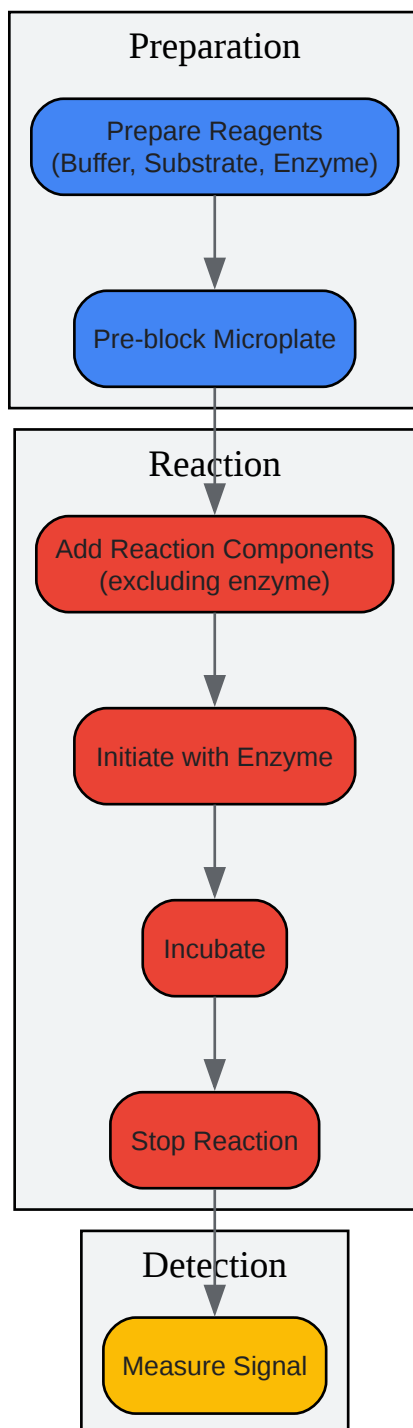 Preparation
Prepare Reagents
(Buffer, Substrate, Enzyme)
Pre-block Microplate
Reaction
Add Reaction Components
(excluding enzyme)
Initiate with Enzyme
Incubate
Stop Reaction
Detection
Measure Signal